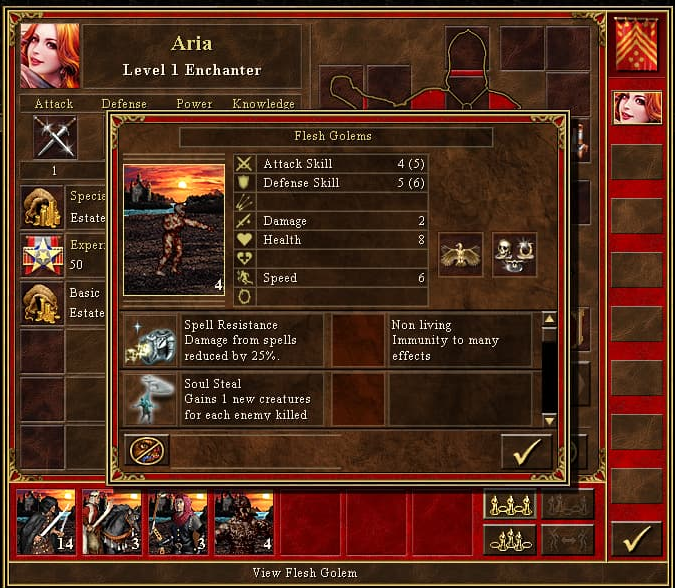 Aria
Level 1 Enchanter
Attack Defense Power Knowledge
Flesh Golems
Attack Skill 4 (5)
Defense Skill 5 (6)
Damage 2
Health 8
Speed 6
4
1
Estate
50
Basic
Estate
Spell Resistance
Damage from spells
reduced by 25%.
Non living
Immunity to many
effects
Soul Steal
Gains 1 new creatures
for each enemy killed
14
3
3
4
View Flesh Golem